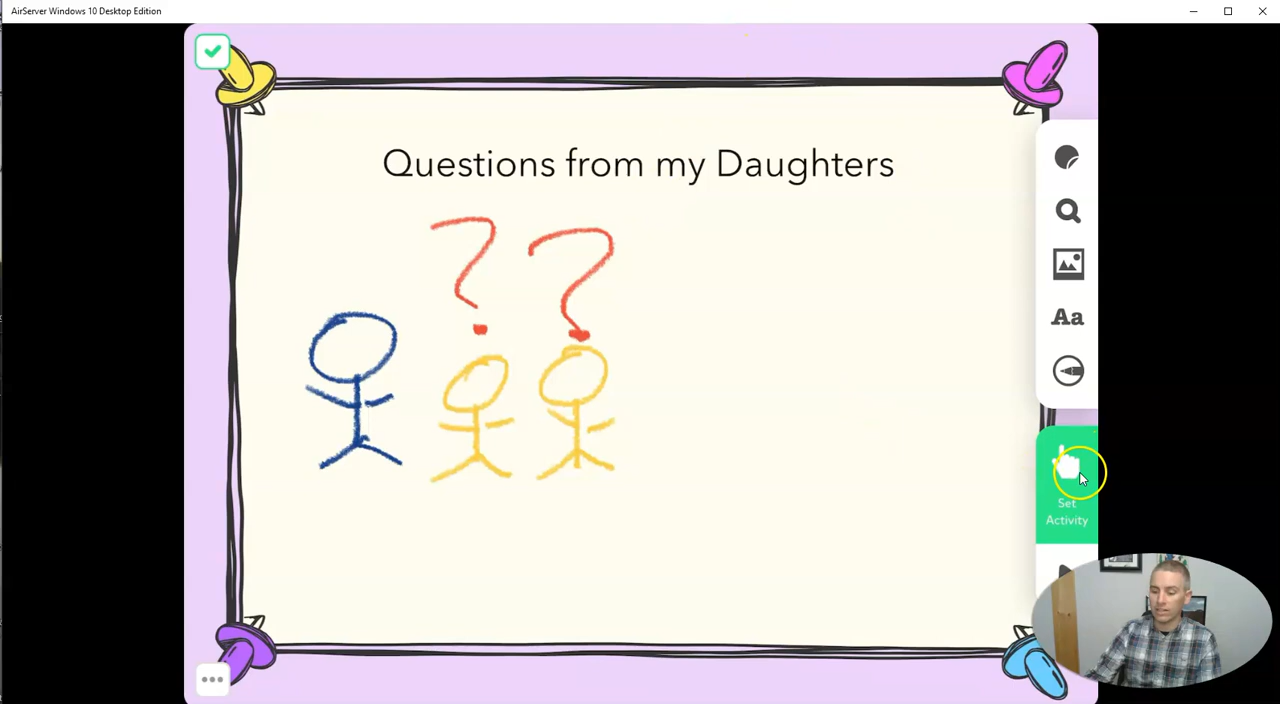 AirServer Windows 10 Desktop Edition
Questions from my Daughters
? ?
Aa
Set
Activity